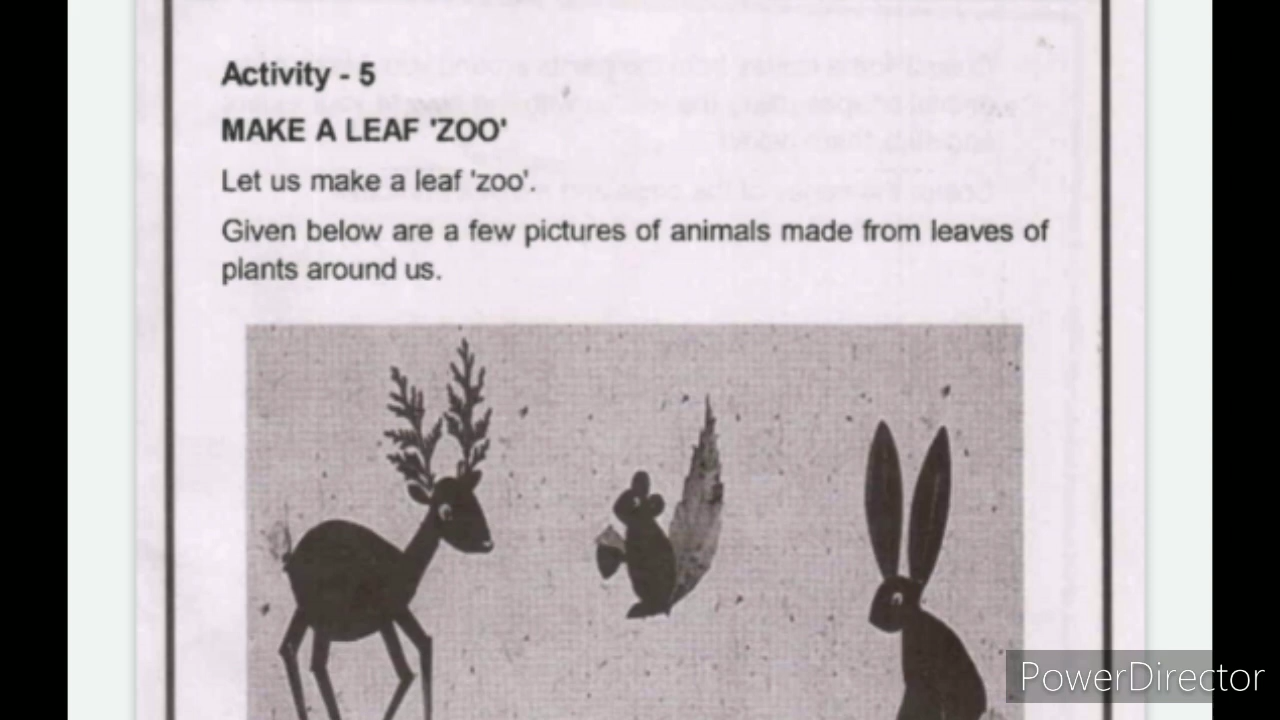 Activity - 5
MAKE A LEAF 'ZOO'
Let us make a leaf 'zoo'.
Given below are a few pictures of animals made from leaves of
plants around us.
PowerDirector